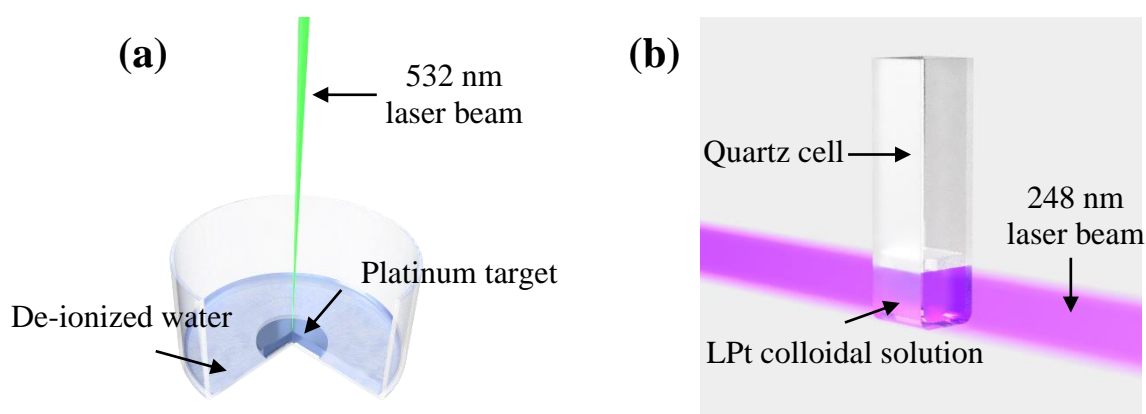 (a)
532 nm
laser beam
Platinum target
De-ionized water
(b)
Quartz cell
248 nm
laser beam
LPt colloidal solution